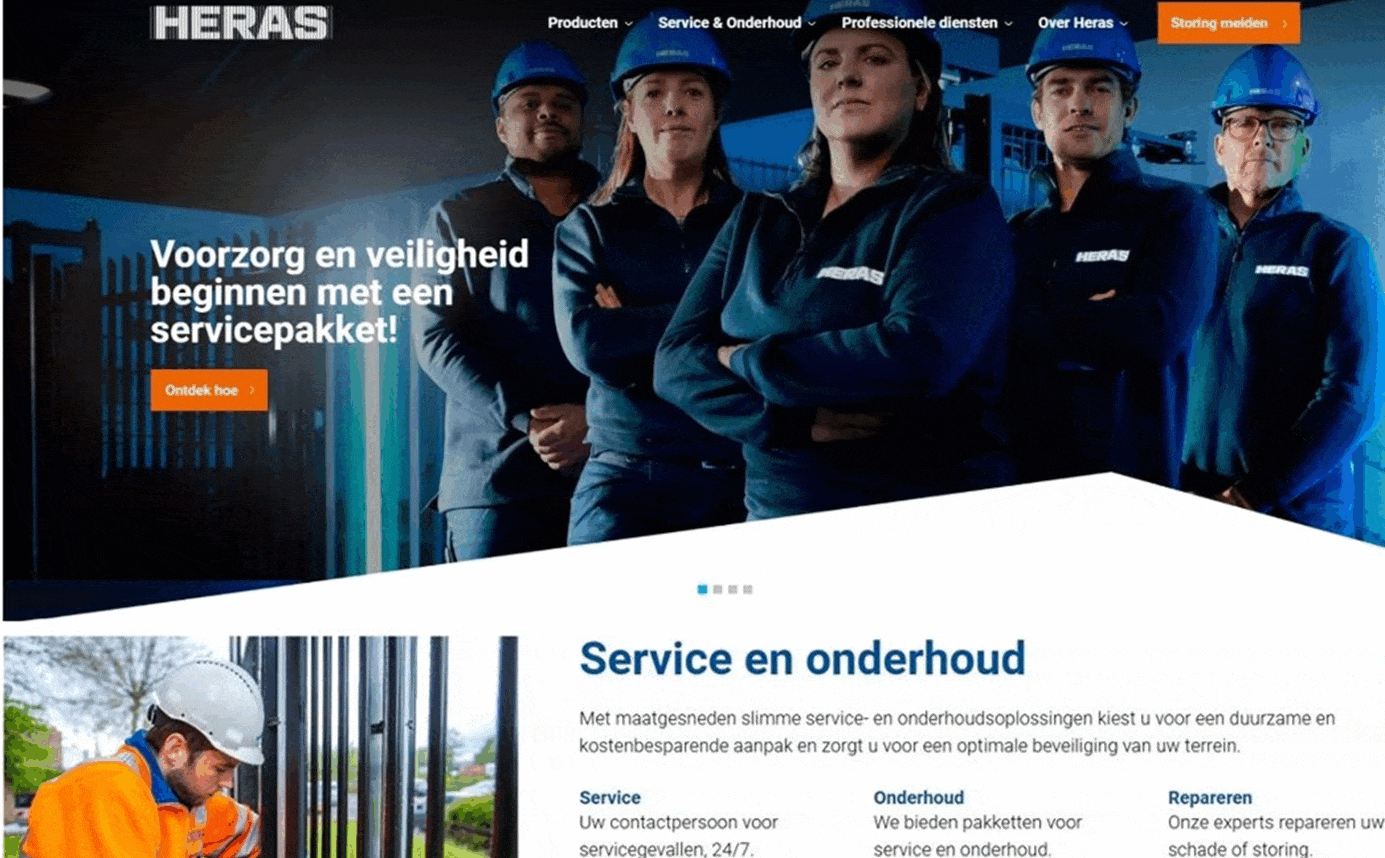 HERAS
Producten
Service & Onderhoud
Professionele diensten
Over Heras
Storing melden
HERAS
HERAS
HERAS
HERAS
HERAS
HERAS
HERAS
Voorzorg en veiligheid
beginnen met een
servicepakket!
Ontdek hoe
Service en onderhoud
Met maatgesneden slimme service- en onderhoudsoplossingen kiest u voor een duurzame en
kostenbesparende aanpak en zorgt u voor een optimale beveiliging van uw terrein.
Service
Uw contactpersoon voor
servicegevallen, 24/7.
Onderhoud
We bieden pakketten voor
service en onderhoud.
Repareren
Onze experts repareren uw
schade of storing.